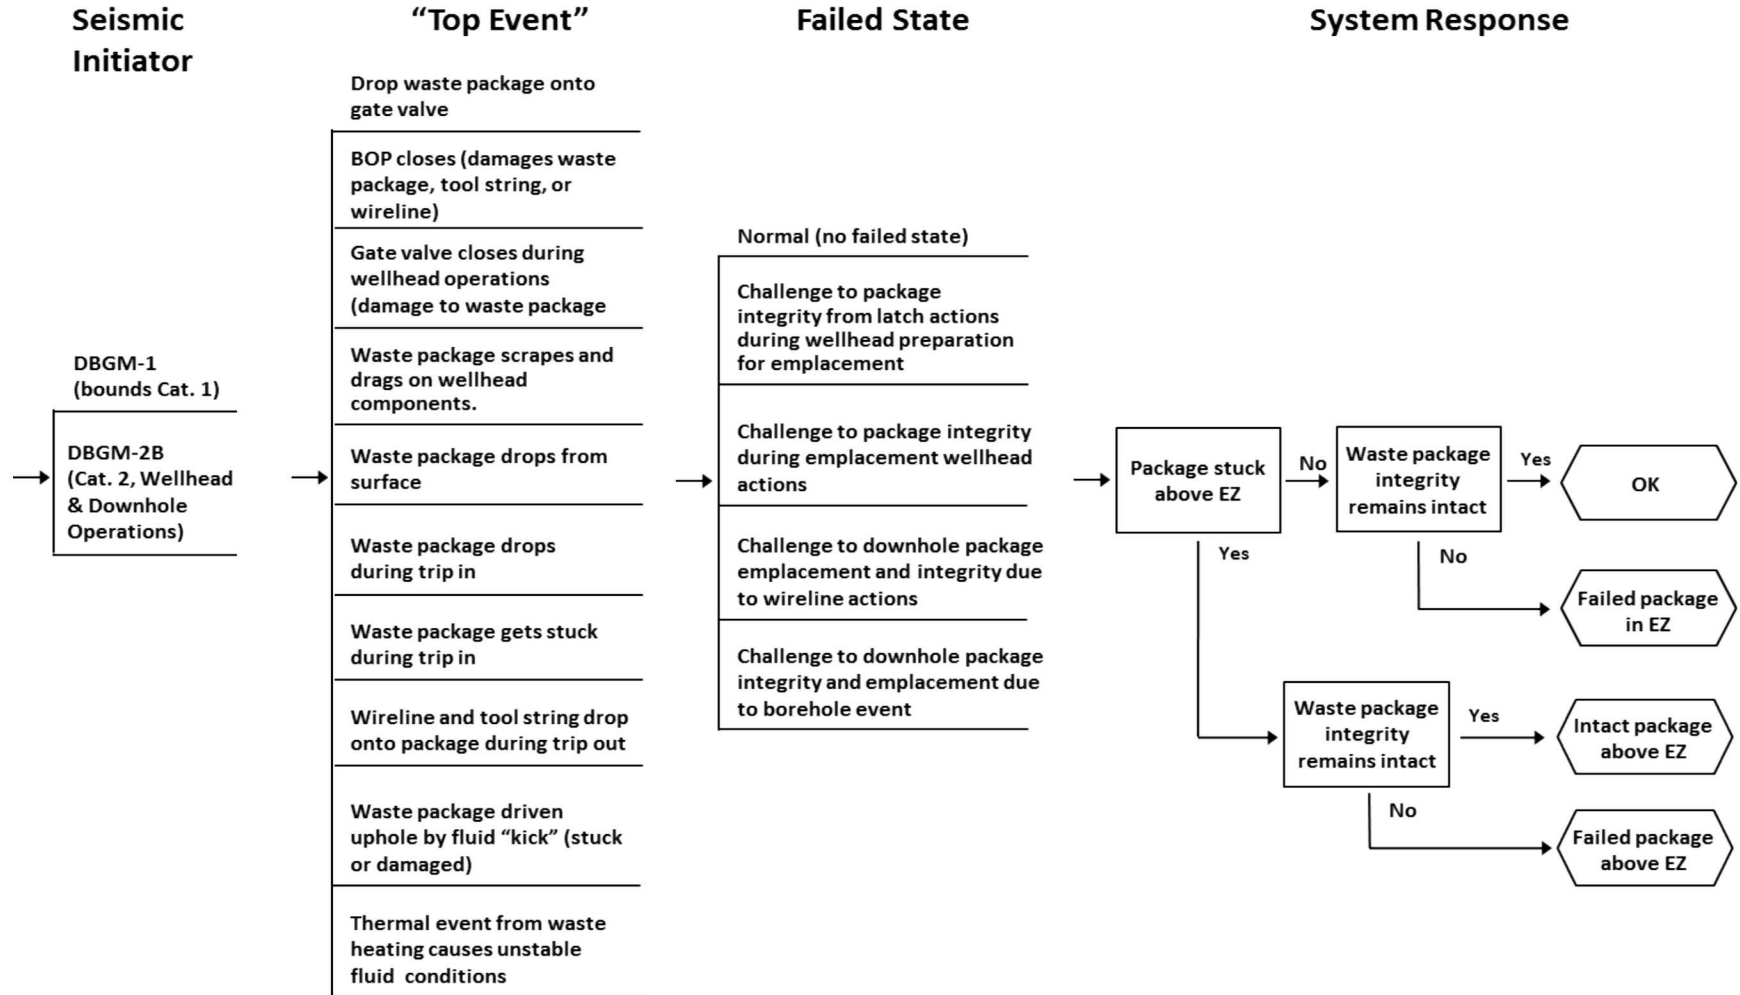 Seismic
Initiator
“Top Event”
Failed State
System Response
DBGM-1
(bounds Cat. 1)
DBGM-2B
(Cat. 2, Wellhead
& Downhole
Operations)
Drop waste package onto
gate valve
BOP closes (damages waste
package, tool string, or
wireline)
Gate valve closes during
wellhead operations
(damage to waste package
Waste package scrapes and
drags on wellhead
components.
Waste package drops from
surface
Waste package drops
during trip in
Waste package gets stuck
during trip in
Wireline and tool string drop
onto package during trip out
Waste package driven
uphole by fluid “kick” (stuck
or damaged)
Thermal event from waste
heating causes unstable
fluid conditions
Normal (no failed state)
Challenge to package
integrity from latch actions
during wellhead preparation
for emplacement
Challenge to package integrity
during emplacement wellhead
actions
Challenge to downhole package
emplacement and integrity due
to wireline actions
Challenge to downhole package
integrity and emplacement due
to borehole event
Package stuck
above EZ
No
Waste package
integrity
remains intact
Yes
OK
No
Failed package
in EZ
Yes
Waste package
integrity
remains intact
Yes
Intact package
above EZ
No
Failed package
above EZ